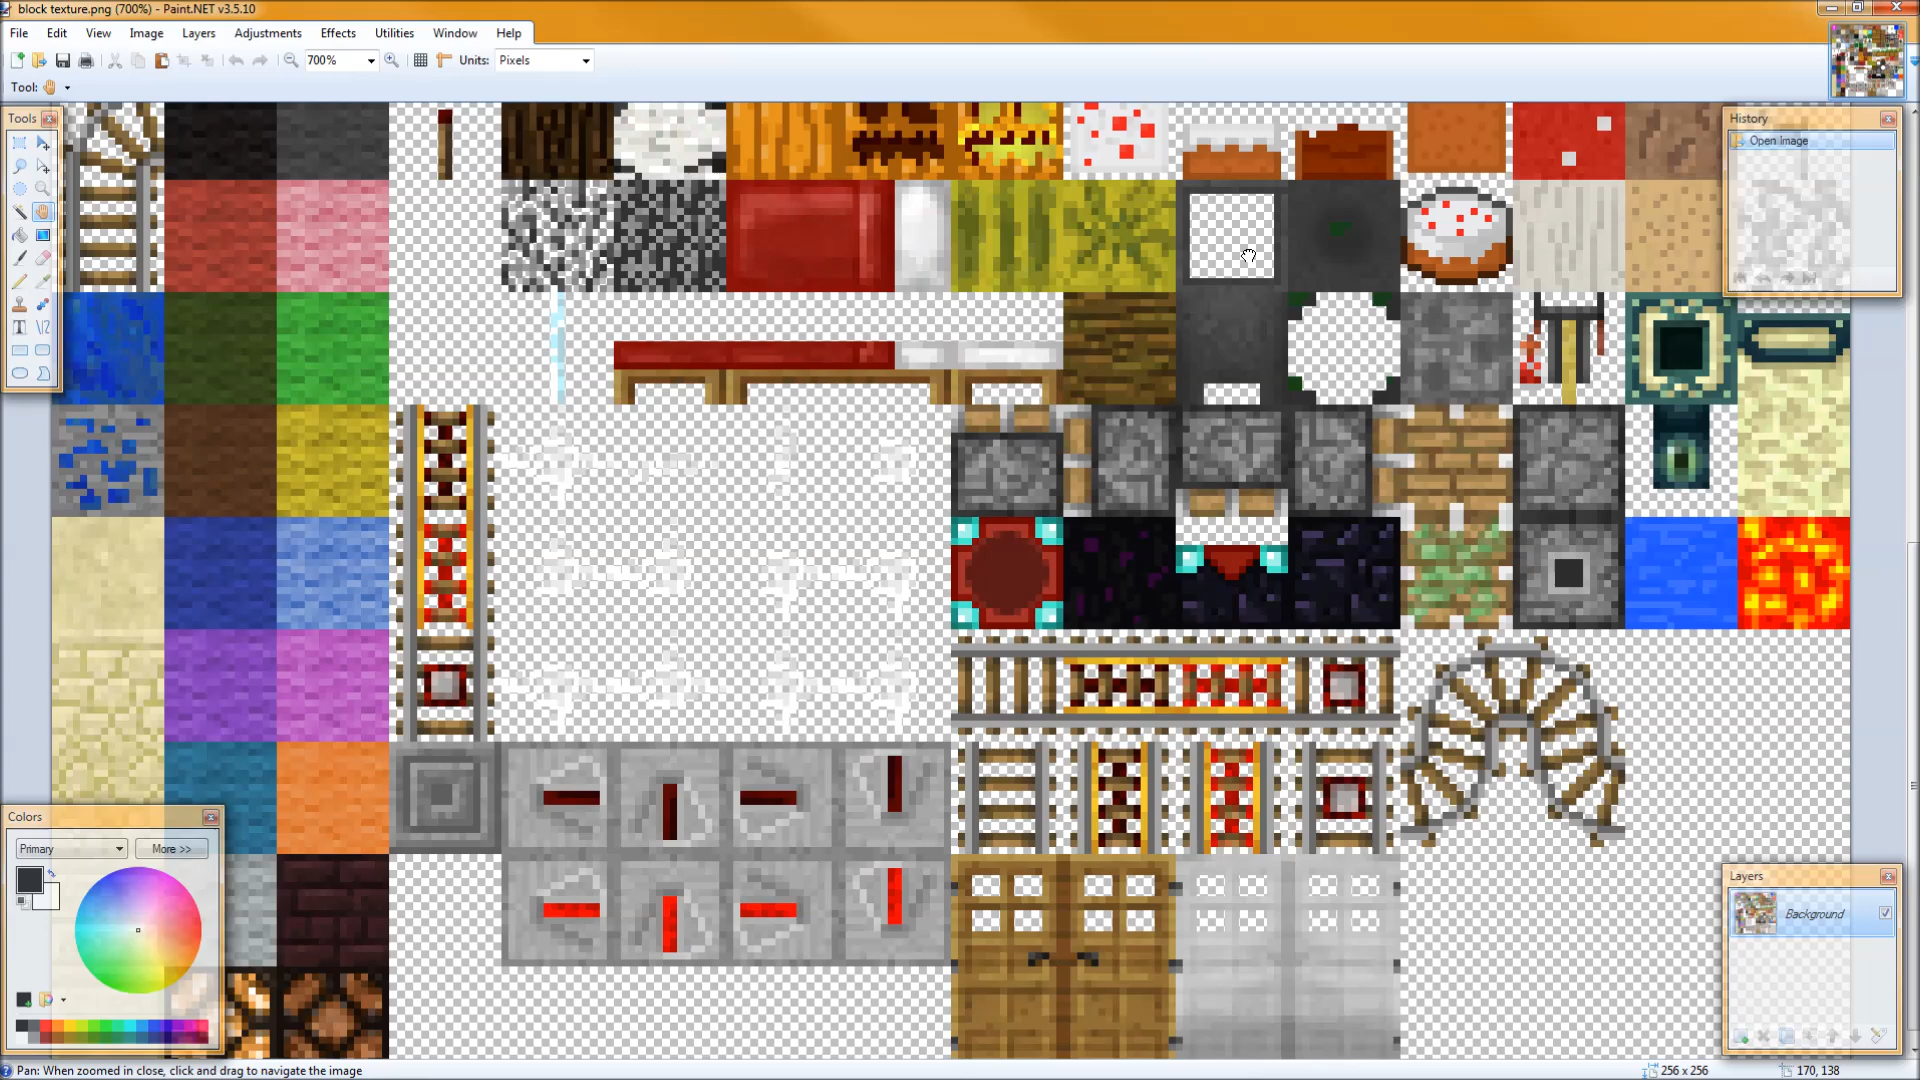 block texture.png (700%) - Paint.NET v3.5.10
File Edit View Image Layers Adjustments Effects Utilities Window Help
700% Units: Pixels
Tool:
Tools
History
Open Image
Colors
Primary More >>
Layers
Background
Pan: When zoomed in close, click and drag to navigate the image 256 x 256 170, 138